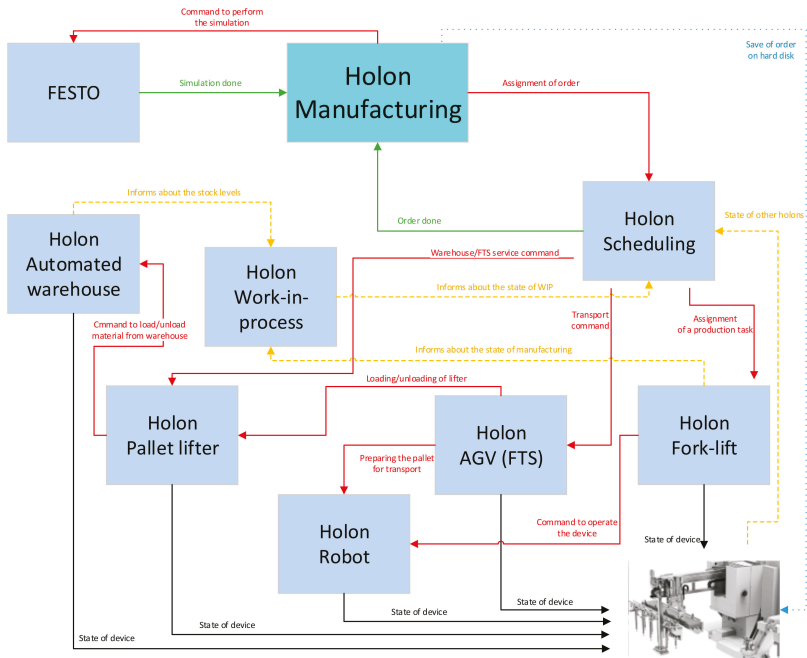 Command to perform
the simulation
Save of order
on hard disk
FESTO
Simulation done
Holon
Manufacturing
Assignment of order
Informs about the stock levels
Order done
Holon
Scheduling
State of other holons
Holon
Automated
warehouse
Holon
Work-in-
process
Warehouse/FTS service command
Informs about the state of WIP
Cmmand to load/unload
material from warehouse
Transport
command
Assignment
of a production task
Informs about the state of manufacturing
Loading/unloading of lifter
Holon
Pallet lifter
Holon
AGV (FTS)
Holon
Fork-lift
Preparing the pallet
for transport
Holon
Robot
Command to operate
the device
State of device
State of device
State of device
State of device
State of device